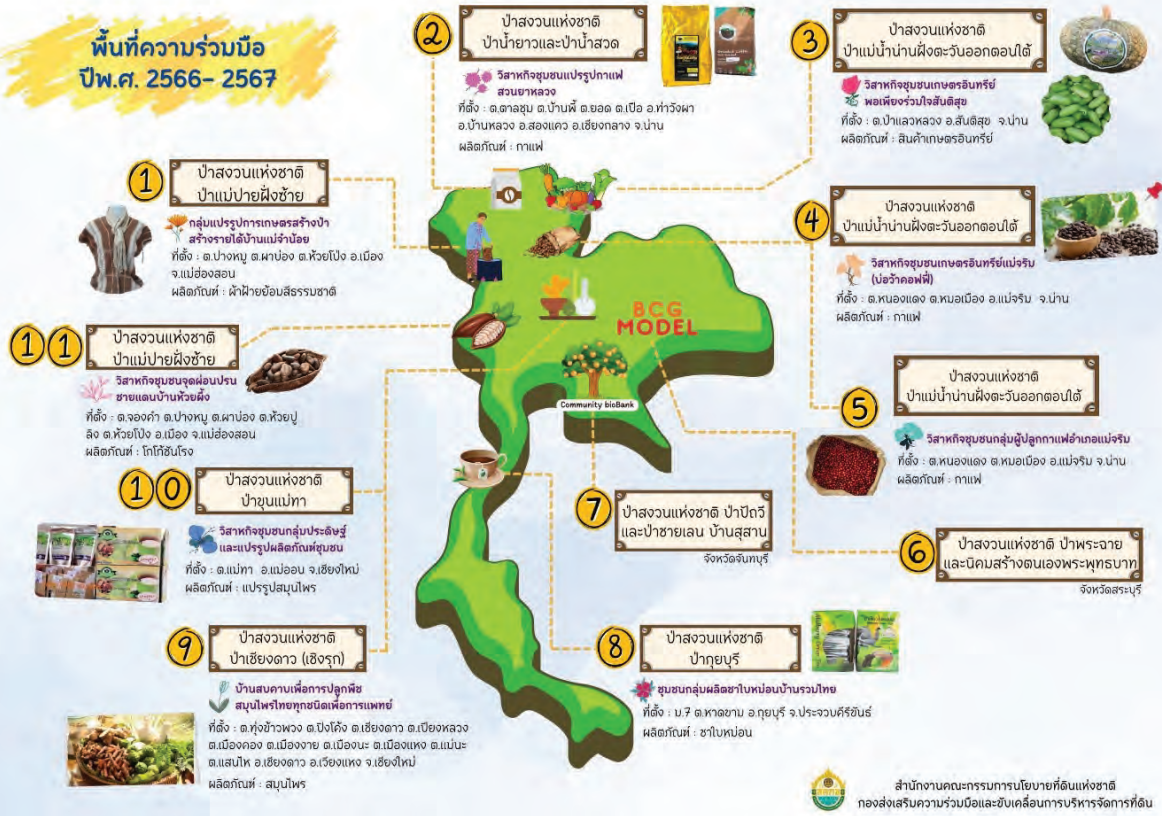 พื้นที่ความร่วมมือ
ปีพ.ศ. 2566– 2567
1
ป่าสงวนแห่งชาติ
ป่าแม่ปายฝั่งซ้าย
กลุ่มแปรรูปการเกษตรสร้างป่า
สร้างรายได้บ้านแม่จ๋าน้อย
ที่ตั้ง : ต.ปางหมู ต.ผาบ่อง ต.ห้วยโป่ง อ.เมือง
จ.แม่ฮ่องสอน
ผลิตภัณฑ์ : ผ้าฝ้ายย้อมสีธรรมชาติ
2
ป่าสงวนแห่งชาติ
ป่าน้ำยาวและป่าน้ำสวด
วิสาหกิจชุมชนแปรรูปกาแฟ
สวนยาหลวง
ที่ตั้ง : ต.ตาลชุม ต.บ้านพี้ ต.ยอด ต.เปือ อ.ท่าวังผา
อ.บ้านหลวง อ.สองแคว อ.เชียงกลาง จ.น่าน
ผลิตภัณฑ์ : กาแฟ
3
ป่าสงวนแห่งชาติ
ป่าแม่น้ำน่านฝั่งตะวันออกตอนใต้
วิสาหกิจชุมชนเกษตรอินทรีย์
พอเพียงร่วมใจสันติสุข
ที่ตั้ง : ต.ป่าแลวหลวง อ.สันติสุข จ.น่าน
ผลิตภัณฑ์ : สินค้าเกษตรอินทรีย์
4
ป่าสงวนแห่งชาติ
ป่าแม่น้ำน่านฝั่งตะวันออกตอนใต้
วิสาหกิจชุมชนเกษตรอินทรีย์แม่จริม
(บ่อว้าคอฟฟี่)
ที่ตั้ง : ต.หนองแดง ต.หมอเมือง อ.แม่จริม จ.น่าน
ผลิตภัณฑ์ : กาแฟ
5
ป่าสงวนแห่งชาติ
ป่าแม่น้ำน่านฝั่งตะวันออกตอนใต้
วิสาหกิจชุมชนกลุ่มผู้ปลูกกาแฟอำเภอแม่จริม
ที่ตั้ง : ต.หนองแดง ต.หมอเมือง อ.แม่จริม จ.น่าน
ผลิตภัณฑ์ : กาแฟ
6
ป่าสงวนแห่งชาติ ป่าพระฉาย
และนิคมสร้างตนเองพระพุทธบาท
จังหวัดสระบุรี
7
ป่าสงวนแห่งชาติ ป่าปัถวี
และป่าชายเลน บ้านสุสาน
จังหวัดจันทบุรี
8
ป่าสงวนแห่งชาติ
ป่ากุยบุรี
ชุมชนกลุ่มผลิตชาใบหม่อนบ้านรวมไทย
ที่ตั้ง : ม.7 ต.หาดขาม อ.กุยบุรี จ.ประจวบคีรีขันธ์
ผลิตภัณฑ์ : ชาใบหม่อน
9
ป่าสงวนแห่งชาติ
ป่าเชียงดาว (เชิงรุก)
บ้านสบคาบเพื่อการปลูกพืช
สมุนไพรไทยทุกชนิดเพื่อการแพทย์
ที่ตั้ง : ต.ทุ่งข้าวพวง ต.ปิงโค้ง ต.เชียงดาว ต.เปียงหลวง
ต.เมืองคอง ต.เมืองงาย ต.เมืองนะ ต.เมืองแหง ต.แม่นะ
ต.แสนไห อ.เชียงดาว อ.เวียงแหง จ.เชียงใหม่
ผลิตภัณฑ์ : สมุนไพร
10
ป่าสงวนแห่งชาติ
ป่าขุนแม่ทา
วิสาหกิจชุมชนกลุ่มประดิษฐ์
และแปรรูปผลิตภัณฑ์ชุมชน
ที่ตั้ง : ต.แม่ทา อ.แม่ออน จ.เชียงใหม่
ผลิตภัณฑ์ : แปรรูปสมุนไพร
11
ป่าสงวนแห่งชาติ
ป่าแม่ปายฝั่งซ้าย
วิสาหกิจชุมชนจุดผ่อนปรน
ชายแดนบ้านห้วยผึ้ง
ที่ตั้ง : ต.จองคำ ต.ปางหมู ต.ผาบ่อง ต.ห้วยปู
ลิง ต.ห้วยโป่ง อ.เมือง จ.แม่ฮ่องสอน
ผลิตภัณฑ์ : โกโก้ชันโรง
BCG
MODEL
Community bioBank
สำนักงานคณะกรรมการนโยบายที่ดินแห่งชาติ
กองส่งเสริมความร่วมมือและขับเคลื่อนการบริหารจัดการที่ดิน